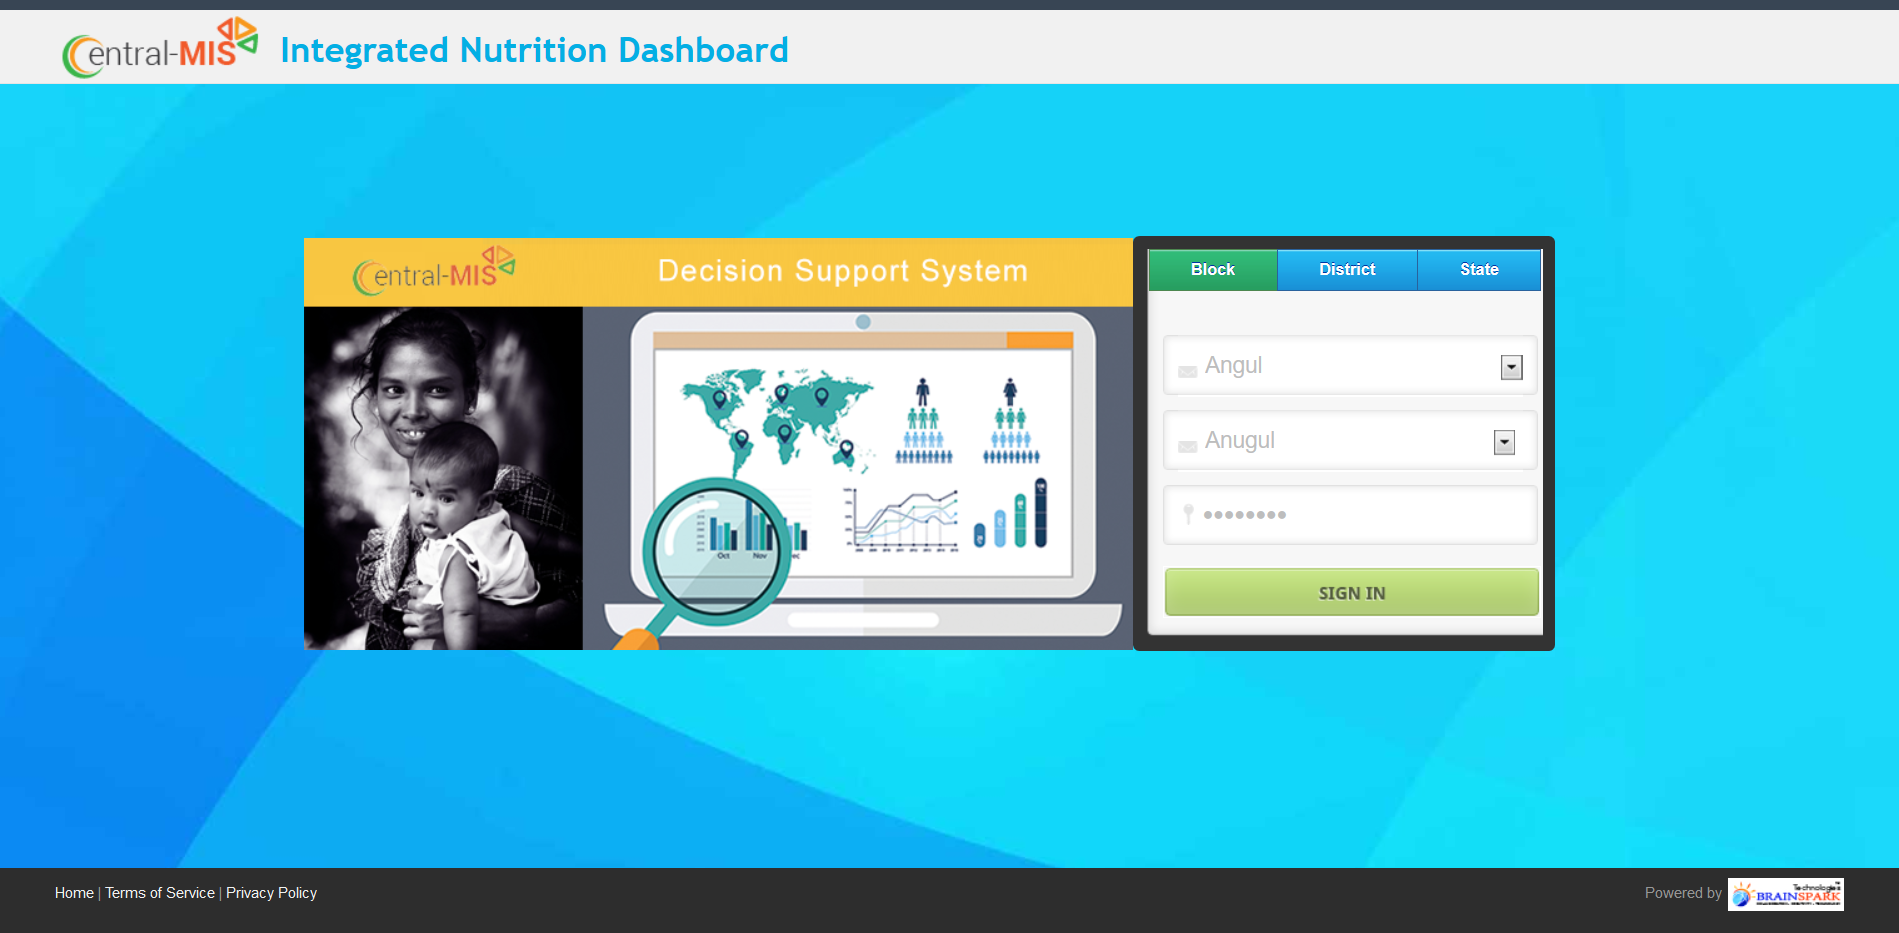 Central-MIS
Integrated Nutrition Dashboard
Central-MIS
Decision Support System
Oct Nov
Block District State
Angul
Anugul
SIGN IN
Home | Terms of Service | Privacy Policy
Powered by
Technologies
BRAINSPARK